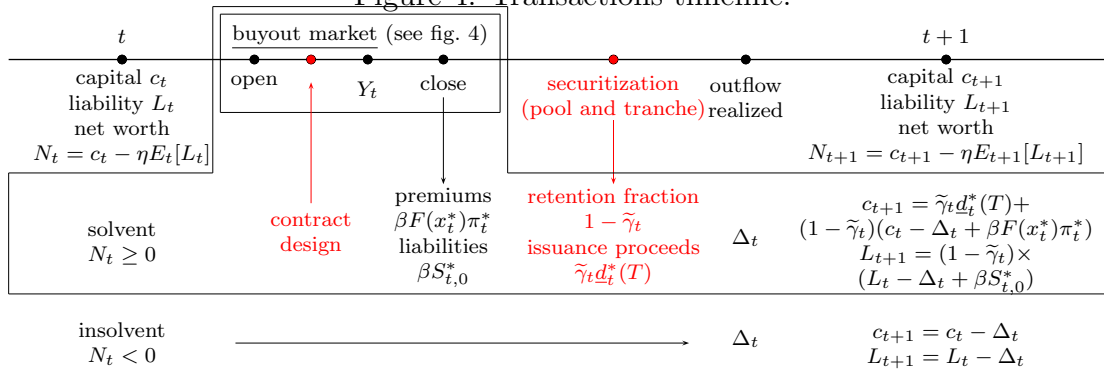 Figure 4: Transactions timeline.
t
buyout market (see fig. 4)
t + 1
open
Y_t
close
capital c_t
liability L_t
net worth
N_t = c_t − ηE_t[L_t]
securitization
(pool and tranche)
outflow
realized
capital c_{t+1}
liability L_{t+1}
net worth
N_{t+1} = c_{t+1} − ηE_{t+1}[L_{t+1}]
solvent
N_t ≥ 0
contract
design
premiums
βF(x_t^*)π_t^*
liabilities
βS_{t,0}^*
retention fraction
1 − γ̃_t
issuance proceeds
γ̃_t d̲_t^*(T)
Δ_t
c_{t+1} = γ̃_t d̲_t^*(T)+
(1−γ̃_t)(c_t − Δ_t + βF(x_t^*)π_t^*)
L_{t+1} = (1 − γ̃_t)×
(L_t − Δ_t + βS_{t,0}^*)
insolvent
N_t < 0
Δ_t
c_{t+1} = c_t − Δ_t
L_{t+1} = L_t − Δ_t